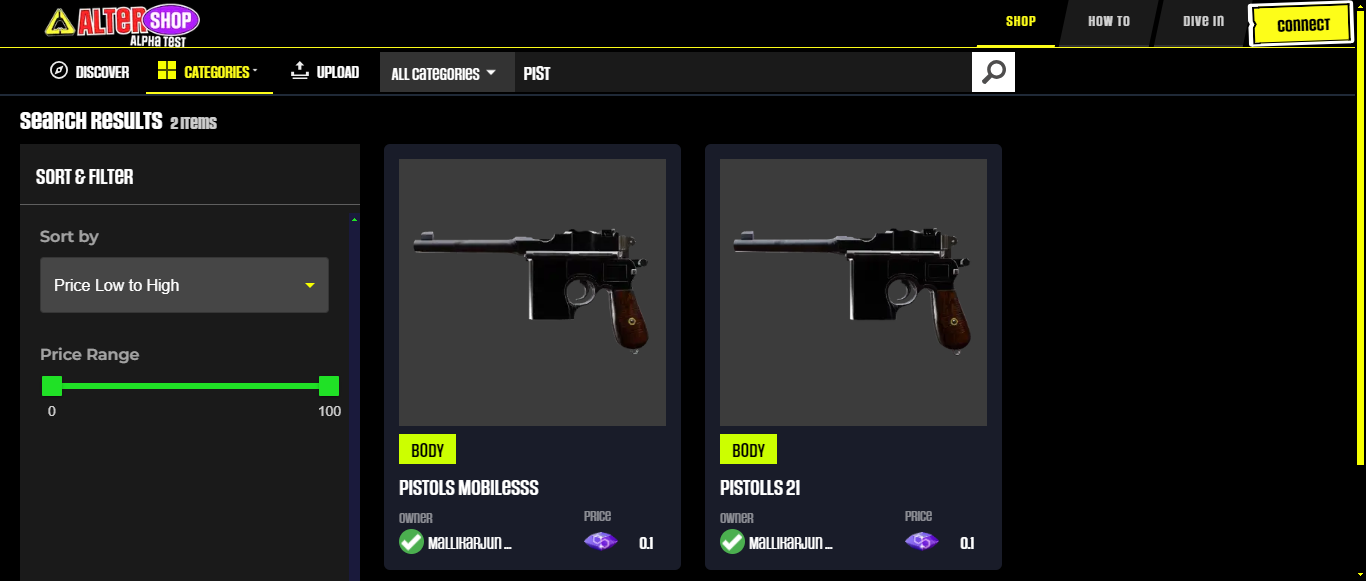 ALTER SHOP
ALPHA TEST
SHOP
HOW TO
DIVE IN
CONNECT
DISCOVER
CATEGORIES
UPLOAD
ALL CATEGORIES
PIST
SEARCH RESULTS 2 ITEMS
SORT & FILTER
Sort by
Price Low to High
Price Range
0
100
BODY
PISTOLS MOBILESSS
OWNER
PRICE
MALLIKARJUN ...
0.1
BODY
PISTOLLS 21
OWNER
PRICE
MALLIKARJUN ...
0.1